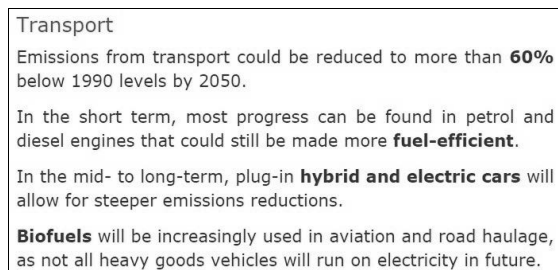 Transport
Emissions from transport could be reduced to more than 60%
below 1990 levels by 2050.
In the short term, most progress can be found in petrol and
diesel engines that could still be made more fuel-efficient.
In the mid- to long-term, plug-in hybrid and electric cars will
allow for steeper emissions reductions.
Biofuels will be increasingly used in aviation and road haulage,
as not all heavy goods vehicles will run on electricity in future.